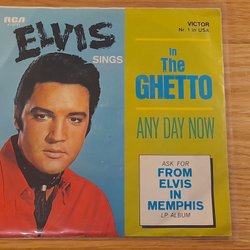 RCA
VICTOR
Nr. 1 in USA
ELVIS
SINGS
In
The
GHETTO
ANY DAY NOW
ASK FOR
FROM
ELVIS
IN
MEMPHIS
LP ALBUM